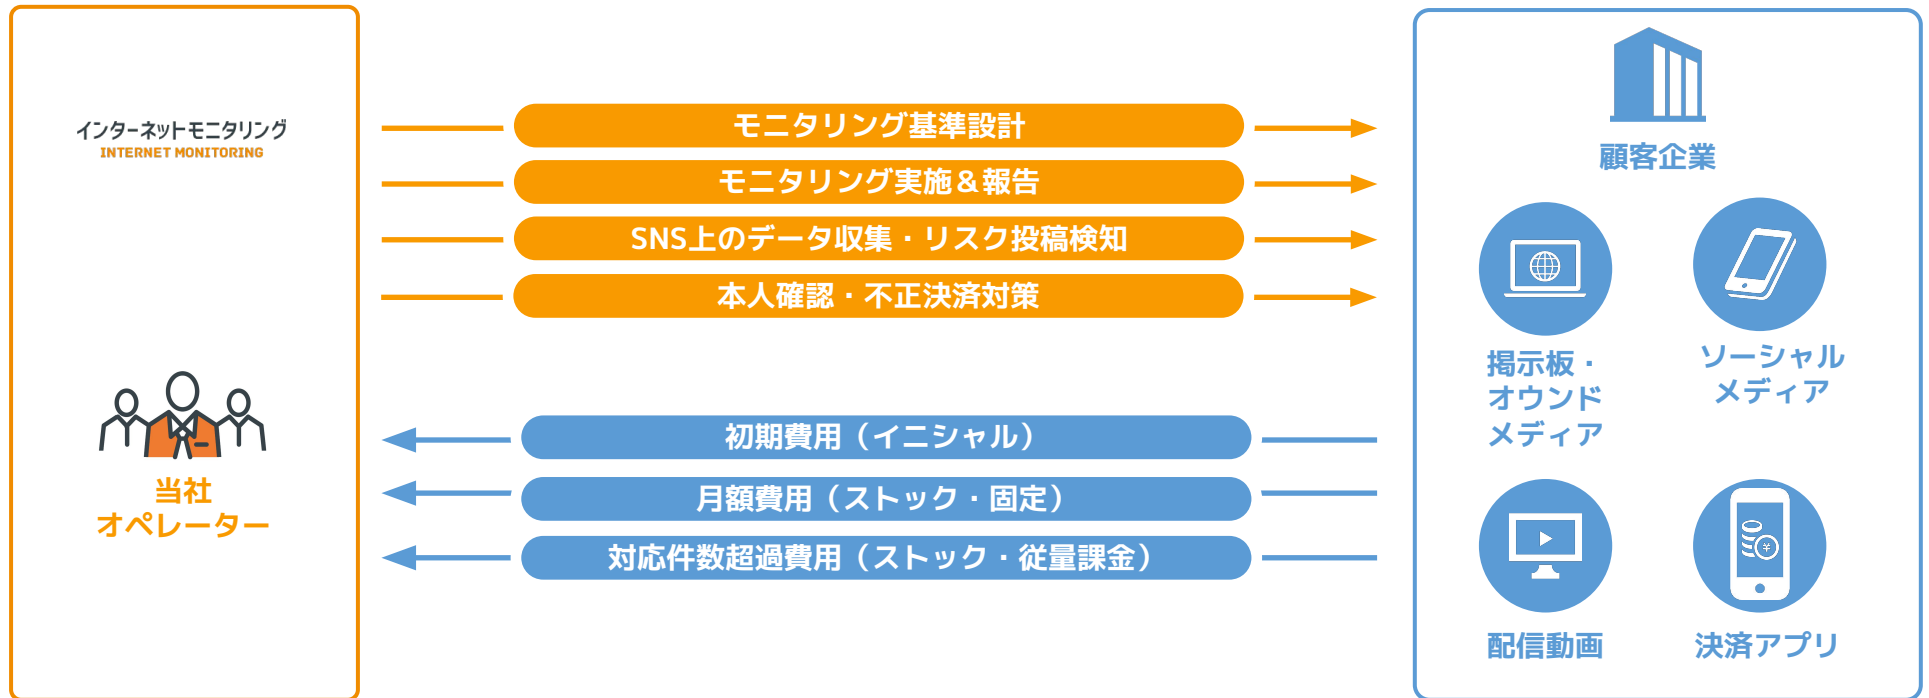 インターネットモニタリング
INTERNET MONITORING
当社
オペレーター
モニタリング基準設計
モニタリング実施＆報告
SNS上のデータ収集・リスク投稿検知
本人確認・不正決済対策
初期費用（イニシャル）
月額費用（ストック・固定）
対応件数超過費用（ストック・従量課金）
顧客企業
掲示板・
オウンド
メディア
ソーシャル
メディア
配信動画
¥
決済アプリ